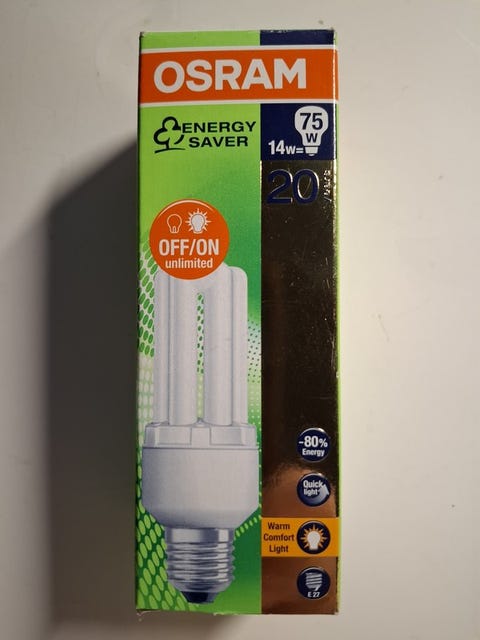 OSRAM
ENERGY
SAVER
75
W
14W=
20
OFF/ON
unlimited
-80%
Energy
Quick
light
Warm
Comfort
Light
E 27